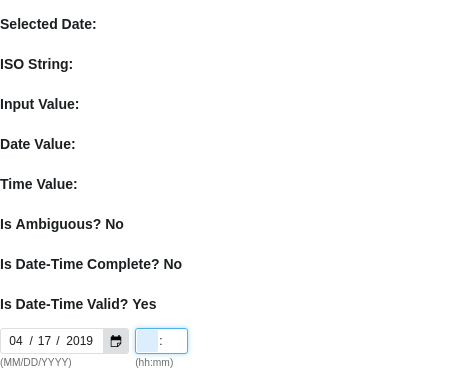 Selected Date:
ISO String:
Input Value:
Date Value:
Time Value:
Is Ambiguous? No
Is Date-Time Complete? No
Is Date-Time Valid? Yes
04 / 17 / 2019 :
(MM/DD/YYYY) (hh:mm)